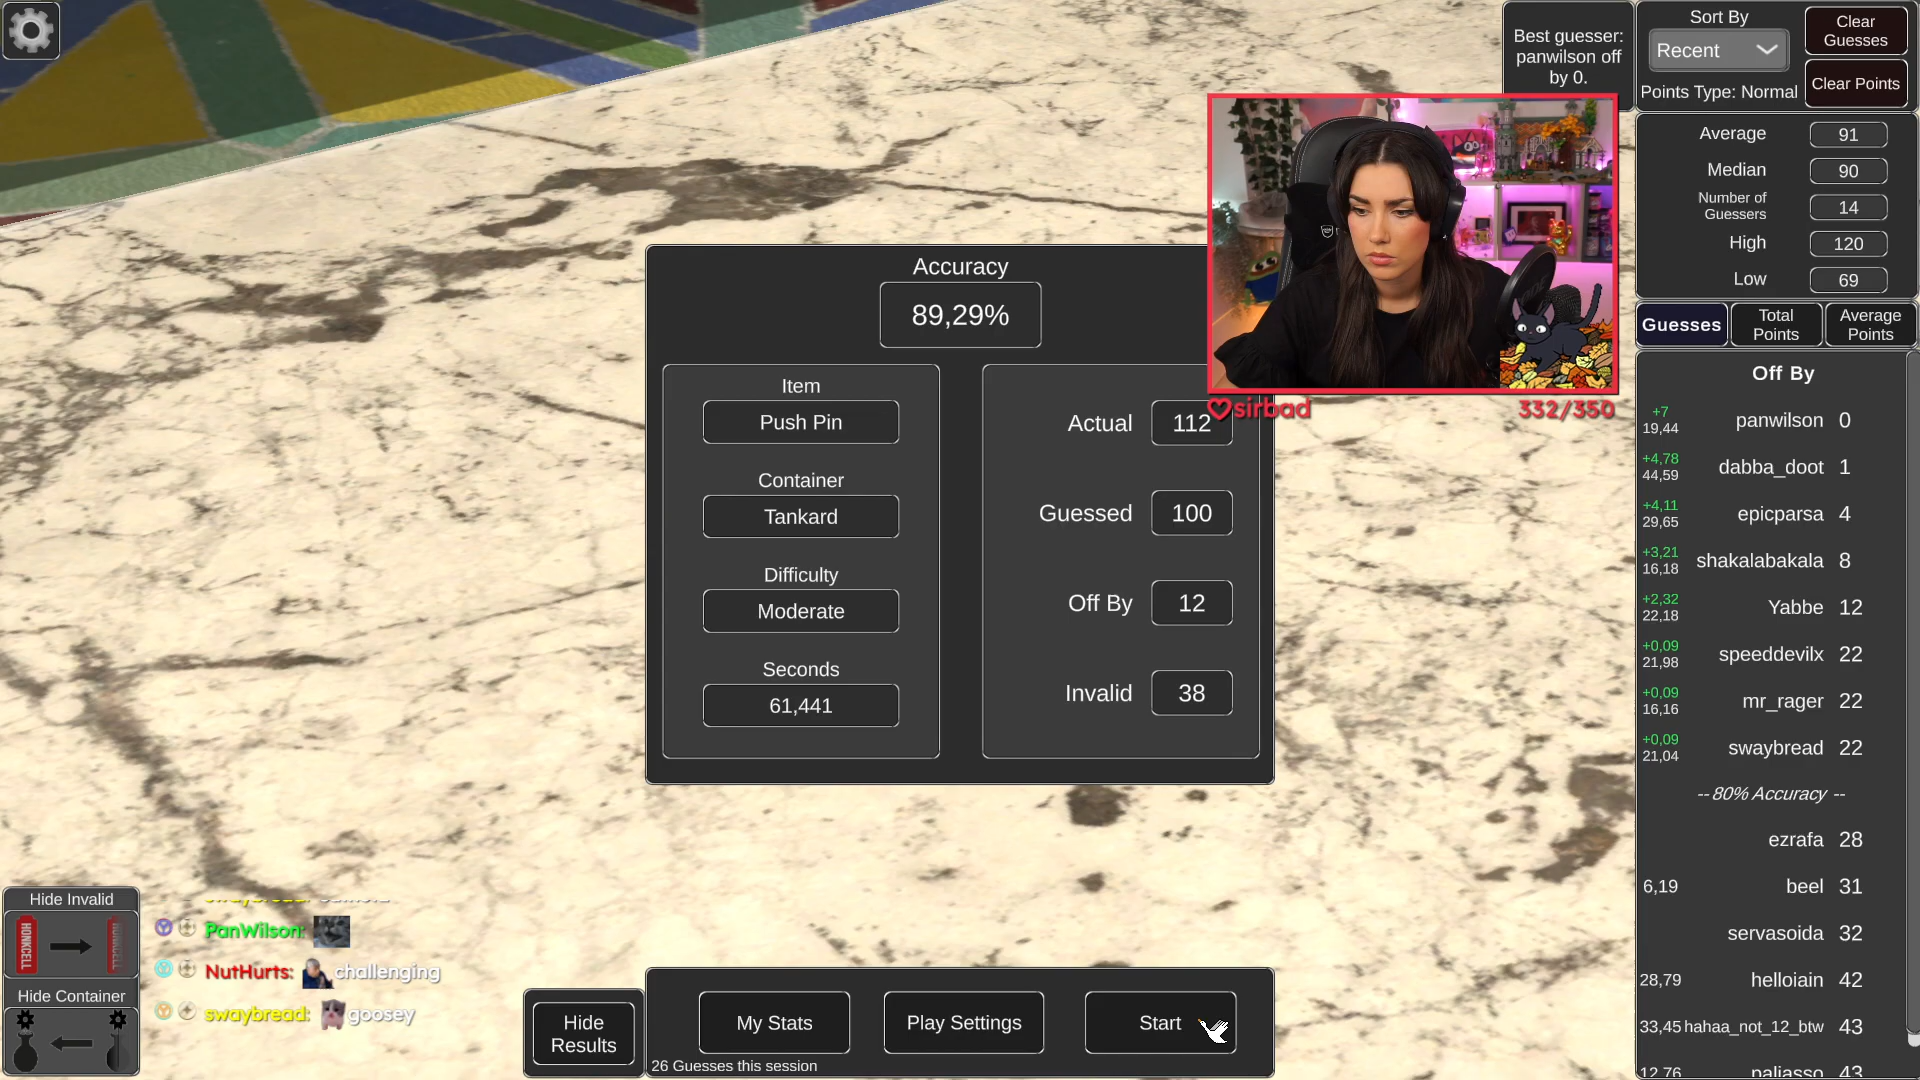 Best guesser:
panwilson off
by 0.
Sort By
Recent
Points Type: Normal
Clear
Guesses
Clear Points
Average 91
Median 90
Number of
Guessers 14
High 120
Low 69
Guesses
Total
Points
Average
Points
Off By
+7
19,44 panwilson 0
+4,78
44,59 dabba_doot 1
+4,11
29,65 epicparsa 4
+3,21
16,18 shakalabakala 8
+2,32
22,18 Yabbe 12
+0,09
21,98 speeddevilx 22
+0,09
16,16 mr_rager 22
+0,09
21,04 swaybread 22
-- 80% Accuracy --
ezrafa 28
6,19 beel 31
servasoida 32
28,79 helloiain 42
33,45 hahaa_not_12_btw 43
12,76 paliasso 43
sirbad
332/350
Accuracy
89,29%
Item
Push Pin
Container
Tankard
Difficulty
Moderate
Seconds
61,441
Actual 112
Guessed 100
Off By 12
Invalid 38
Hide Invalid
HONKCELL
Hide Container
PanWilson:
NutHurts: challenging
swaybread: goosey
Hide
Results
My Stats
Play Settings
Start
26 Guesses this session